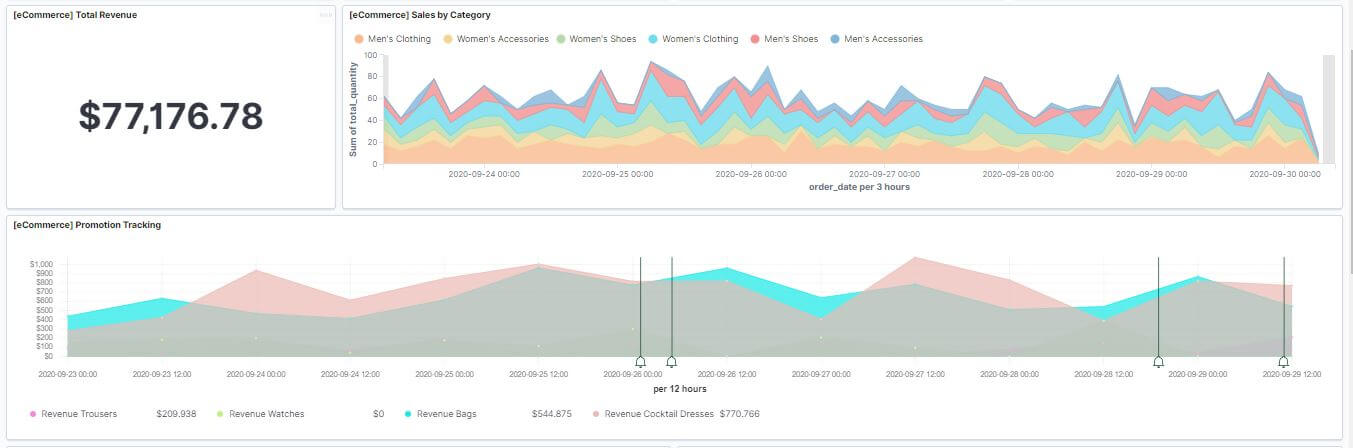 [eCommerce] Total Revenue
$77,176.78
[eCommerce] Sales by Category
Men's Clothing Women's Accessories Women's Shoes Women's Clothing Men's Shoes Men's Accessories
Sum of total_quantity
100
80
60
40
20
0
2020-09-24 00:00 2020-09-25 00:00 2020-09-26 00:00 2020-09-27 00:00 2020-09-28 00:00 2020-09-29 00:00 2020-09-30 00:00
order_date per 3 hours
[eCommerce] Promotion Tracking
$1,000
$900
$800
$700
$600
$500
$400
$300
$200
$100
$0
2020-09-23 00:00 2020-09-23 12:00 2020-09-24 00:00 2020-09-24 12:00 2020-09-25 00:00 2020-09-25 12:00 2020-09-26 00:00 2020-09-26 12:00 2020-09-27 00:00 2020-09-27 12:00 2020-09-28 00:00 2020-09-28 12:00 2020-09-29 00:00 2020-09-29 12:00
per 12 hours
Revenue Trousers $209.938 Revenue Watches $0 Revenue Bags $544.875 Revenue Cocktail Dresses $770.766